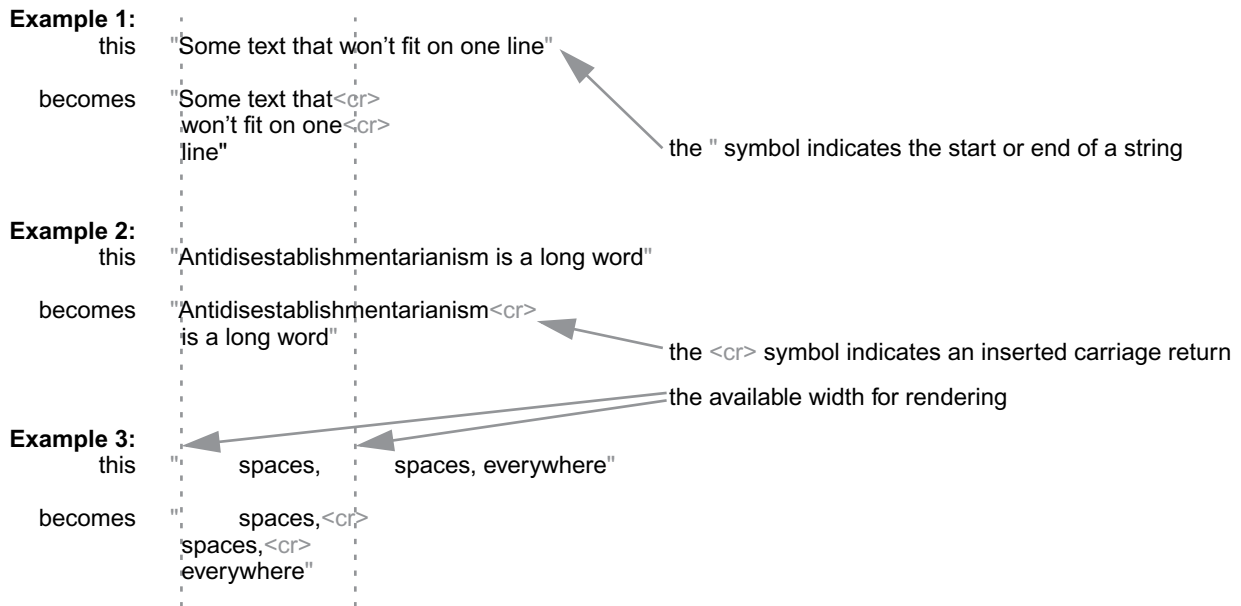 Example 1:
this "Some text that won’t fit on one line"
becomes "Some text that<cr>
won’t fit on one<cr>
line"
the " symbol indicates the start or end of a string
Example 2:
this "Antidisestablishmentarianism is a long word"
becomes "Antidisestablishmentarianism<cr>
is a long word"
the <cr> symbol indicates an inserted carriage return
the available width for rendering
Example 3:
this "          spaces,          spaces, everywhere"
becomes "          spaces,<cr>
spaces,<cr>
everywhere"